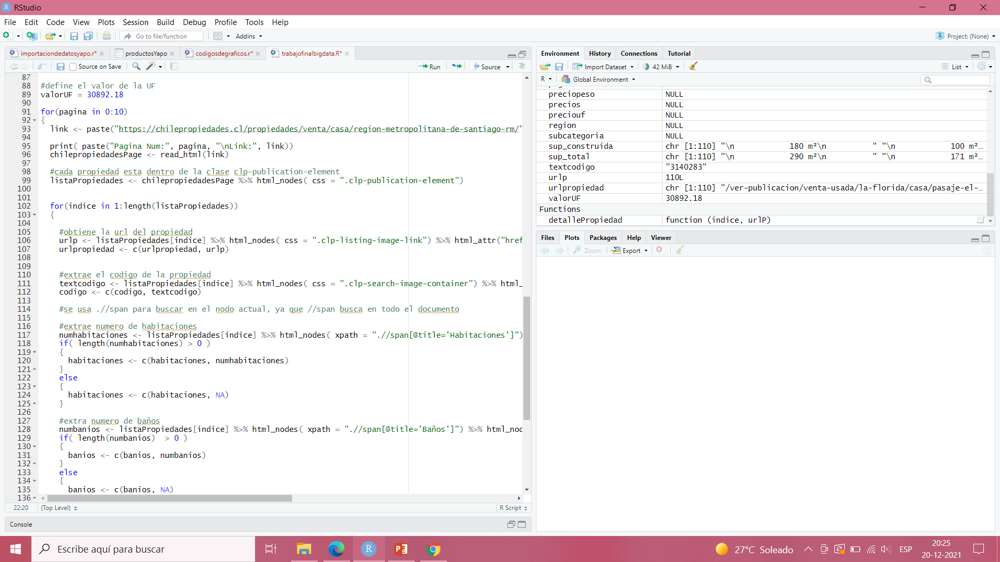 RStudio
File Edit Code View Plots Session Build Debug Profile Tools Help
Go to file/function Addins Project: (None)
importaciondedatosyapo.r* productosYapo codigosdegraficos.r* trabajofinalbigdata.R*
Source on Save Run Source
87
88 #define el valor de la UF
89 valorUF = 30892.18
90
91 for(pagina in 0:10)
92 {
93 link <- paste("https://chilepropiedades.cl/propiedades/venta/casa/region-metropolitana-de-santiago-rm/"
94
95 print( paste("Pagina Num:", pagina, "\nLink:", link))
96 chilepropiedadesPage <- read_html(link)
97
98 #cada propiedad esta dentro de la clase clp-publication-element
99 listaPropiedades <- chilepropiedadesPage %>% html_nodes( css = ".clp-publication-element")
100
101
102 for(indice in 1:length(listaPropiedades))
103 {
104
105 #obtiene la url del propiedad
106 urlp <- listaPropiedades[indice] %>% html_nodes( css = ".clp-listing-image-link") %>% html_attr("href
107 urlpropiedad <- c(urlpropiedad, urlp)
108
109
110 #extrae el codigo de la propiedad
111 textcodigo <- listaPropiedades[indice] %>% html_nodes( css = ".clp-search-image-container") %>% html_
112 codigo <- c(codigo, textcodigo)
113
114 #se usa .//span para buscar en el nodo actual, ya que //span busca en todo el documento
115
116 #extrae numero de habitaciones
117 numhabitaciones <- listaPropiedades[indice] %>% html_nodes( xpath = ".//span[@title='Habitaciones']")
118 if( length(numhabitaciones) > 0 )
119 {
120 habitaciones <- c(habitaciones, numhabitaciones)
121 }
122 else
123 {
124 habitaciones <- c(habitaciones, NA)
125 }
126
127 #extra numero de baños
128 numbanios <- listaPropiedades[indice] %>% html_nodes( xpath = ".//span[@title='Baños']") %>% html_nod
129 if( length(numbanios)  > 0 )
130 {
131 banios <- c(banios, numbanios)
132 }
133 else
134 {
135 banios <- c(banios, NA)
136
22:20 (Top Level) R Script
Console
Environment History Connections Tutorial
Import Dataset 42 MiB List
R Global Environment
preciopeso NULL
precios NULL
preciouf NULL
region NULL
subcategoria NULL
sup_construida chr [1:110] "\n 180 m²\n " "\n 100 m²…
sup_total chr [1:110] "\n 290 m²\n " "\n 171 m²…
textcodigo "3140283"
urlp 110L
urlpropiedad chr [1:110] "/ver-publicacion/venta-usada/la-florida/casa/pasaje-el-…
valorUF 30892.18
Functions
detallePropiedad function (indice, urlP)
Files Plots Packages Help Viewer
Zoom Export
Escribe aquí para buscar
27°C Soleado ESP
20:25
20-12-2021